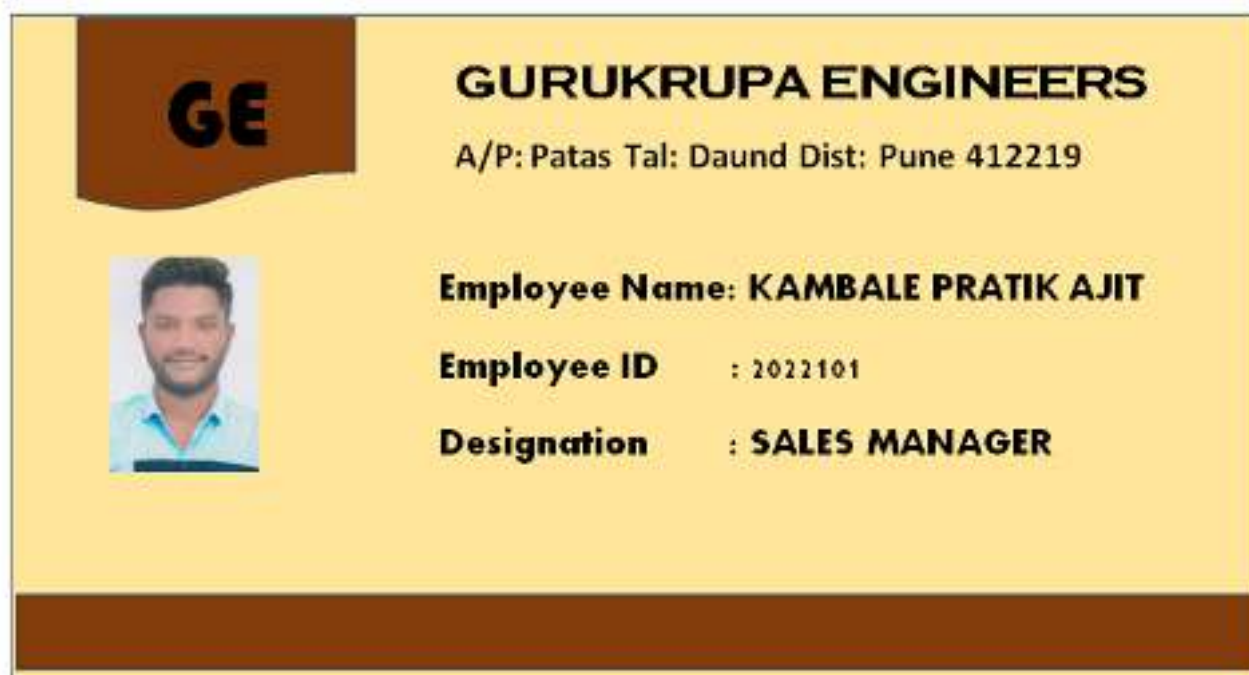 GE
GURUKRUPA ENGINEERS
A/P: Patas Tal: Daund Dist: Pune 412219
Employee Name: KAMBALE PRATIK AJIT
Employee ID : 2022101
Designation : SALES MANAGER